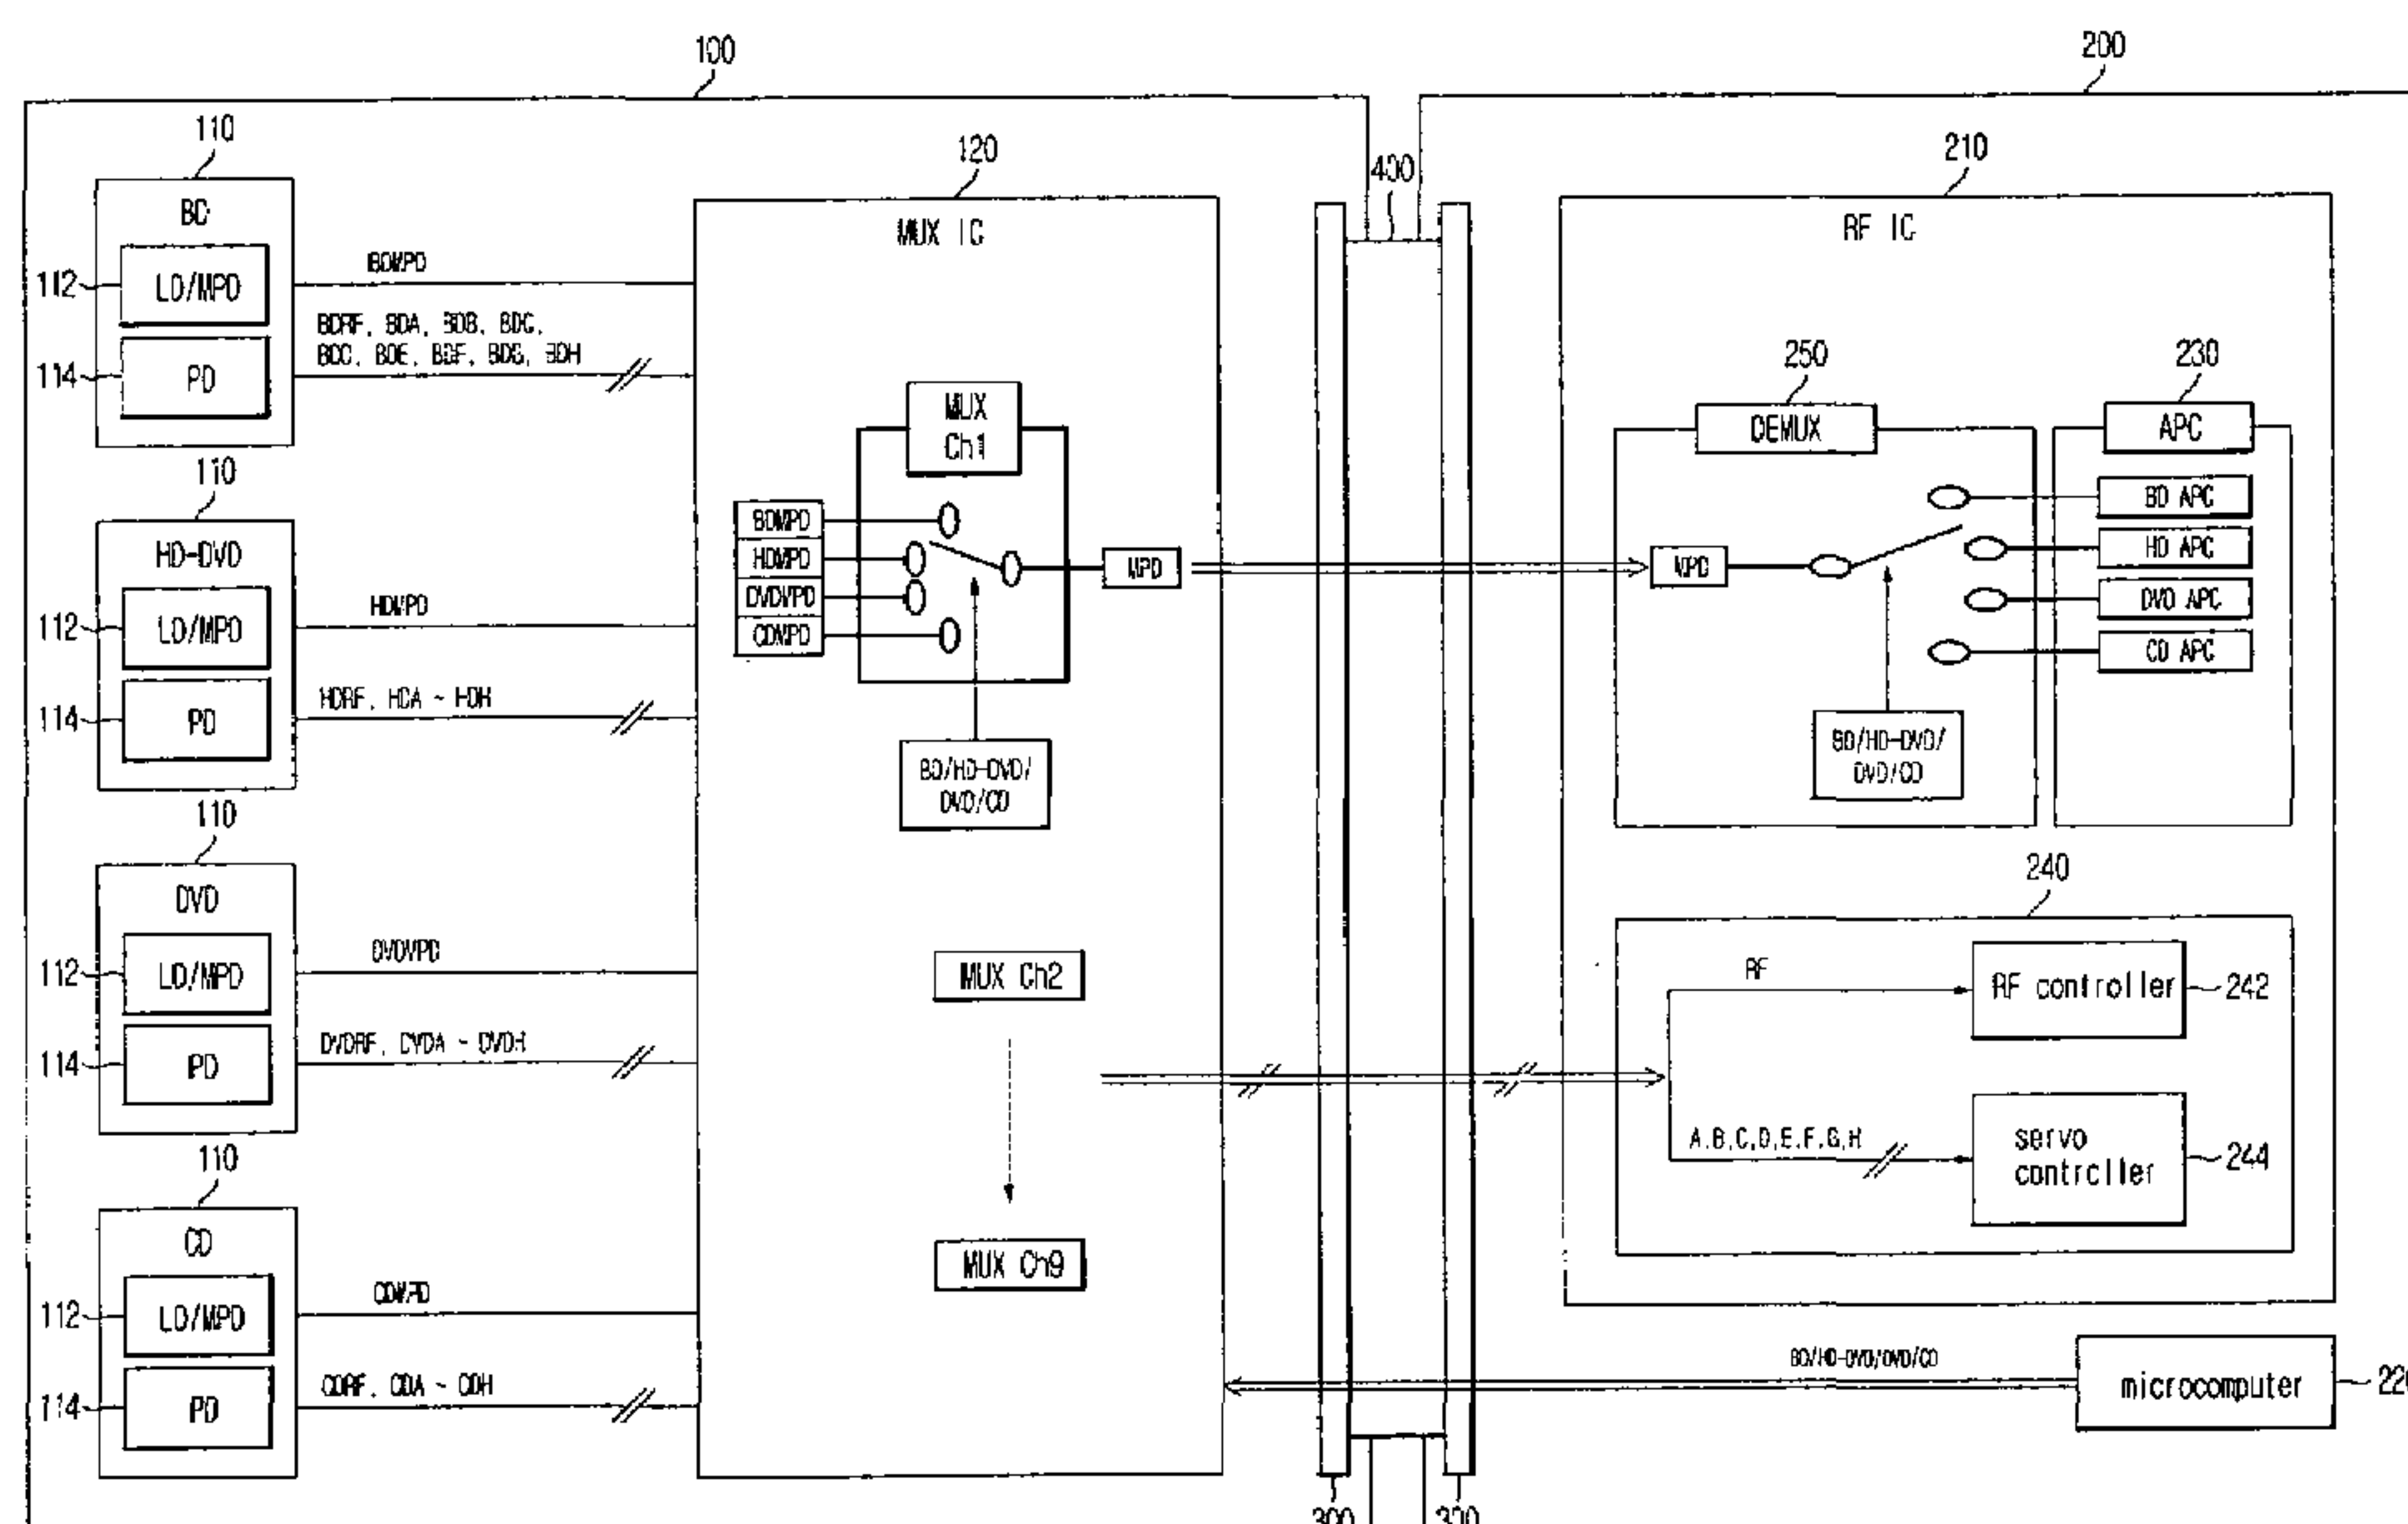 100
200
110
BD
112
LD/MPD
114
PD
BDMPD
BDRF, BDA, BDB, BDC,
BDD, BDE, BDF, BDG, BDH
110
HD-DVD
112
LD/MPD
114
PD
HDMPD
HDRF, HDA ~ HDH
110
DVD
112
LD/MPD
114
PD
DVDMPD
DVDRF, DVDA ~ DVDH
110
CD
112
LD/MPD
114
PD
CDMPD
CDRF, CDA ~ CDH
120
MUX IC
MUX
Ch1
BDMPD
HDMPD
DVDMPD
CDMPD
MPD
BD/HD-DVD/
DVD/CD
MUX Ch2
MUX Ch9
400
300
300
210
RF IC
250
DEMUX
230
APC
MPD
BD APC
HD APC
DVD APC
CD APC
BD/HD-DVD/
DVD/CD
240
RF
RF controller
242
A,B,C,D,E,F,G,H
servo
controller
244
BD/HD-DVD/DVD/CD
microcomputer